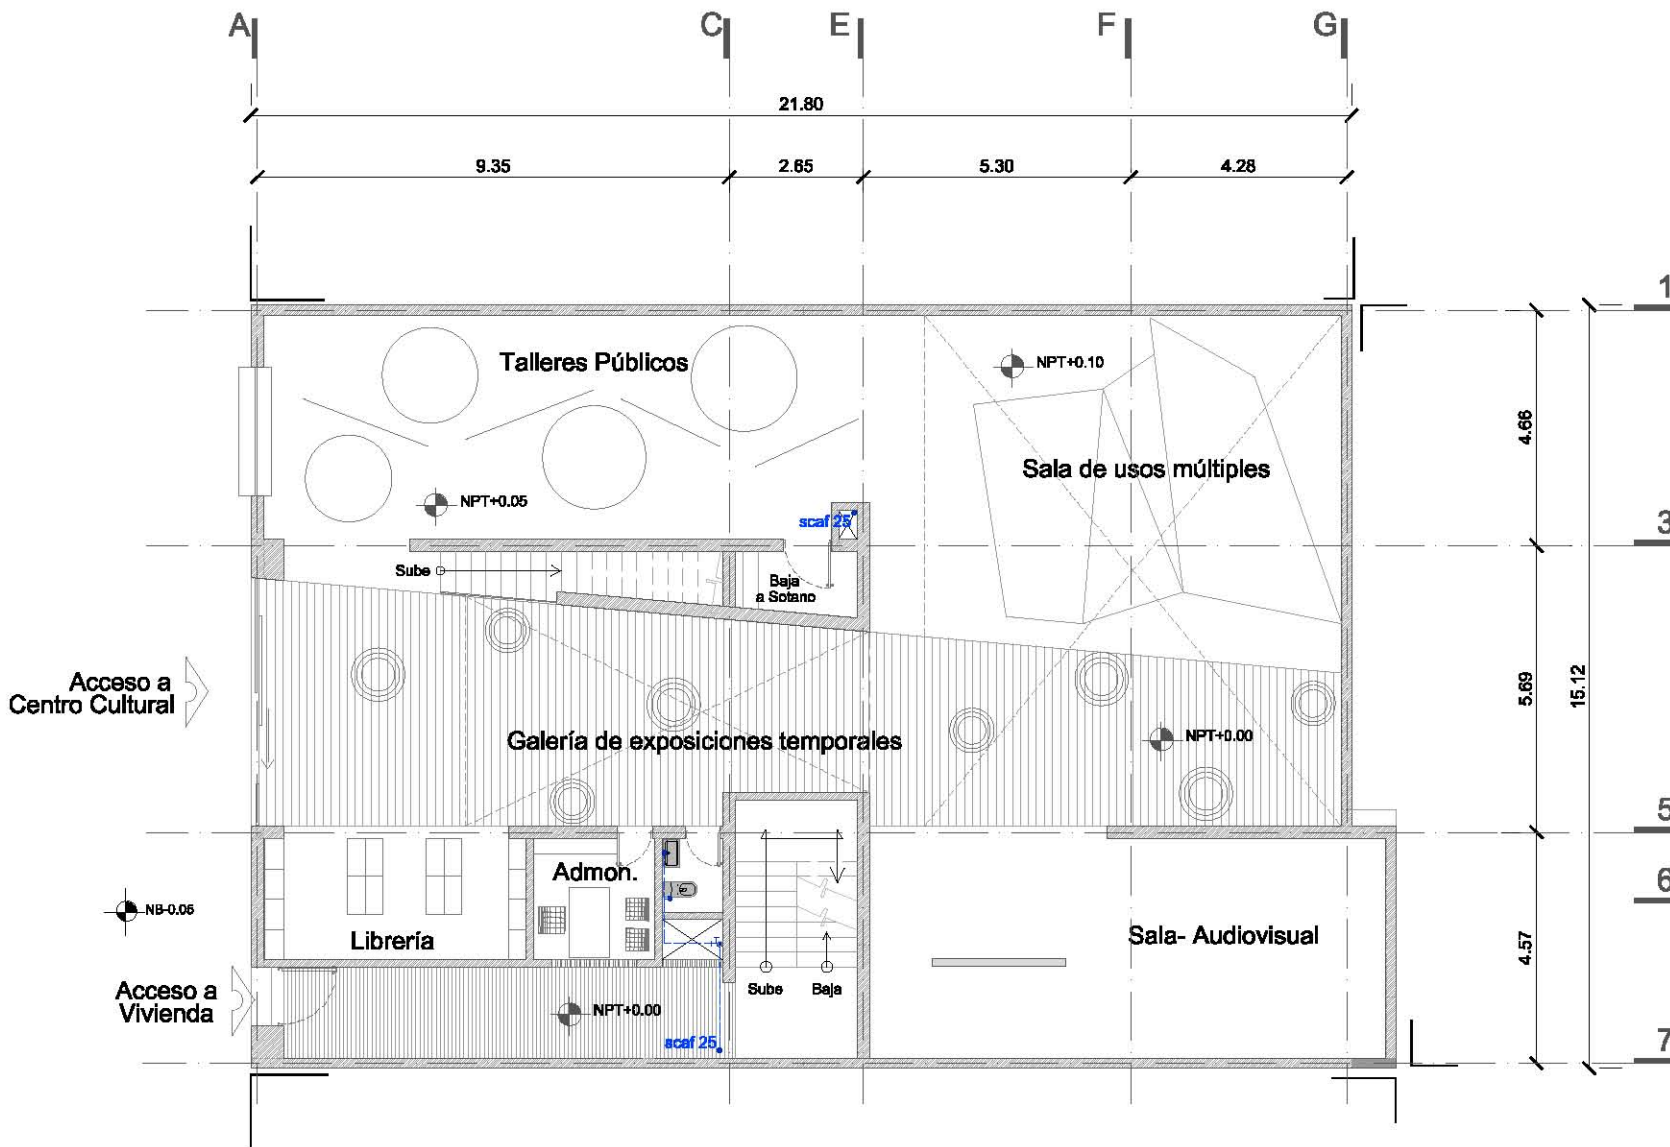 A
C
E
F
G
21.80
9.35
2.65
5.30
4.28
1
Talleres Públicos
NPT+0.10
4.66
Sala de usos múltiples
NPT+0.05
scaf 25
3
Sube
Baja
a Sotano
Acceso a
Centro Cultural
5.69
15.12
Galería de exposiciones temporales
NPT+0.00
5
Admon.
6
NB-0.05
Librería
Sala- Audiovisual
4.57
Acceso a
Vivienda
Sube
Baja
NPT+0.00
scaf 25
7